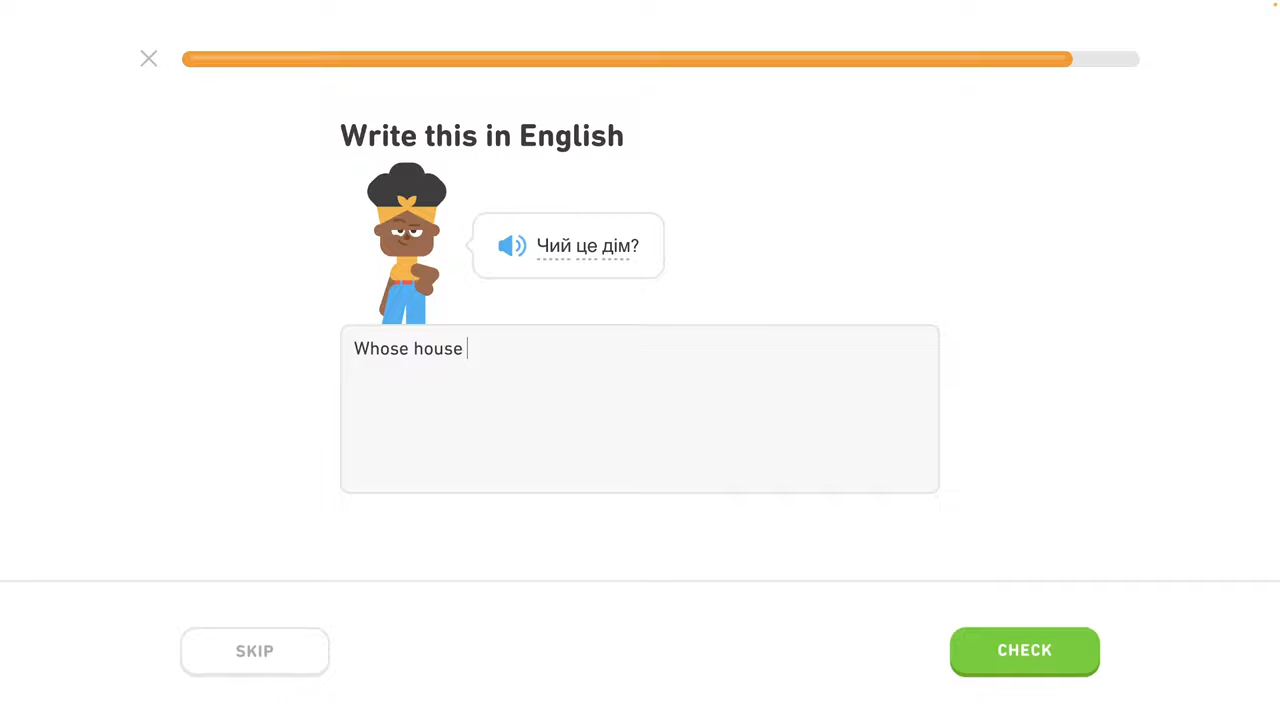 Write this in English
Чий це дім?
Whose house
SKIP
CHECK